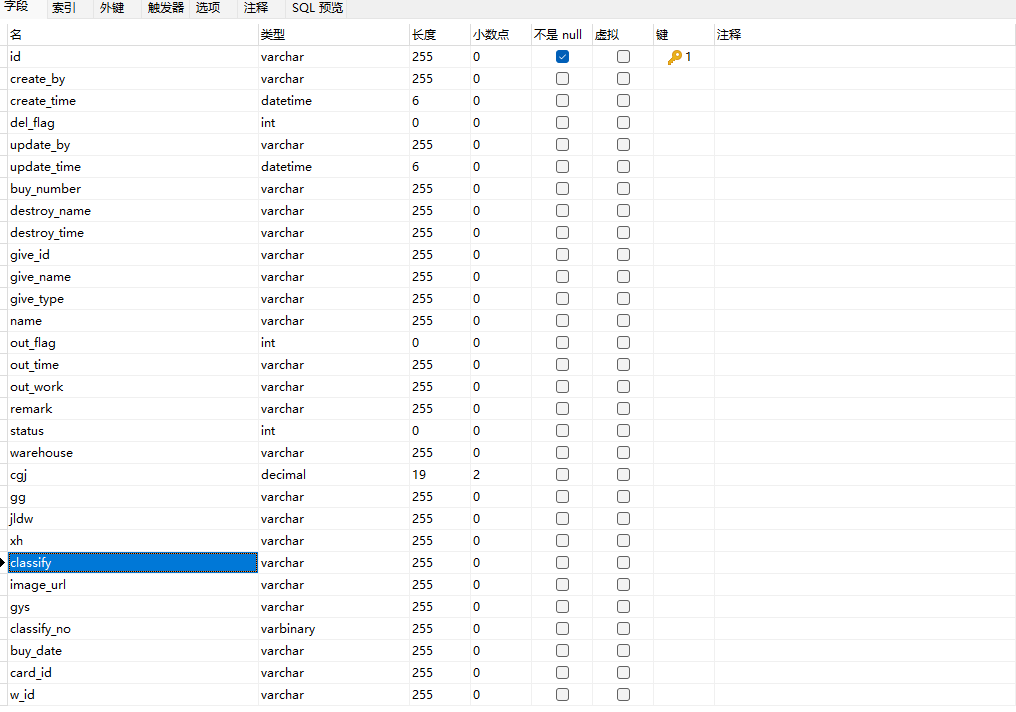 字段 索引 外键 触发器 选项 注释 SQL 预览
名 类型 长度 小数点 不是 null 虚拟 键 注释
id varchar 255 0 1
create_by varchar 255 0
create_time datetime 6 0
del_flag int 0 0
update_by varchar 255 0
update_time datetime 6 0
buy_number varchar 255 0
destroy_name varchar 255 0
destroy_time varchar 255 0
give_id varchar 255 0
give_name varchar 255 0
give_type varchar 255 0
name varchar 255 0
out_flag int 0 0
out_time varchar 255 0
out_work varchar 255 0
remark varchar 255 0
status int 0 0
warehouse varchar 255 0
cgj decimal 19 2
gg varchar 255 0
jldw varchar 255 0
xh varchar 255 0
classify varchar 255 0
image_url varchar 255 0
gys varchar 255 0
classify_no varbinary 255 0
buy_date varchar 255 0
card_id varchar 255 0
w_id varchar 255 0